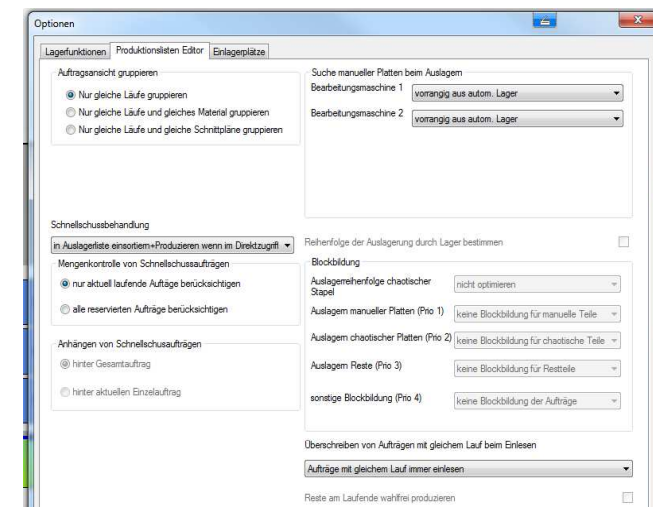 Optionen
Lagerfunktionen
Produktionslisten Editor
Einlagerplätze
Auftragsansicht gruppieren
Nur gleiche Läufe gruppieren
Nur gleiche Läufe und gleiches Material gruppieren
Nur gleiche Läufe und gleiche Schnittpläne gruppieren
Suche manueller Platten beim Auslagern
Bearbeitungsmaschine 1
vorrangig aus autom. Lager
Bearbeitungsmaschine 2
vorrangig aus autom. Lager
Schnellschussbehandlung
in Auslagerliste einsortiern+Produzieren wenn im Direktzugriff
Mengenkontrolle von Schnellschussaufträgen
nur aktuell laufende Auftäge berücksichtigen
alle reservierten Aufträge berücksichtigen
Anhängen von Schnellschusaufträgen
hinter Gesamtauftrag
hinter aktuellen Einzelauftrag
Reihenfolge der Auslagerung durch Lager bestimmen
Blockbildung
Auslagerreihenfolge chaotischer
Stapel
nicht optimieren
Auslagern manueller Platten (Prio 1)
keine Blockbildung für manuelle Teile
Auslagern chaotischer Platten (Prio 2)
keine Blockbildung für chaotische Teile
Auslagern Reste (Prio 3)
keine Blockbildung für Restteile
sonstige Blockbildung (Prio 4)
keine Blockbildung der Aufträge
Überschreiben von Aufträgen mit gleichem Lauf beim Einlesen
Aufträge mit gleichem Lauf immer einlesen
Reste am Laufende wahlfrei produzieren